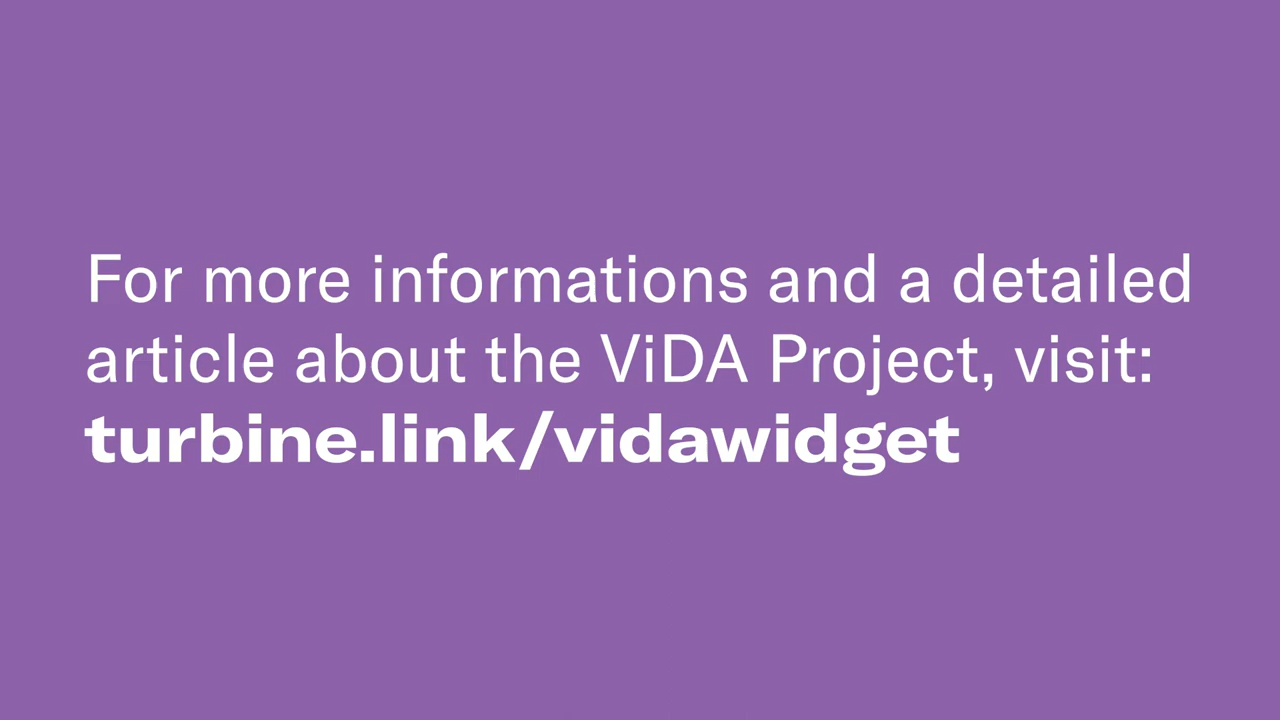 For more informations and a detailed
article about the ViDA Project, visit:
turbine.link/vidawidget